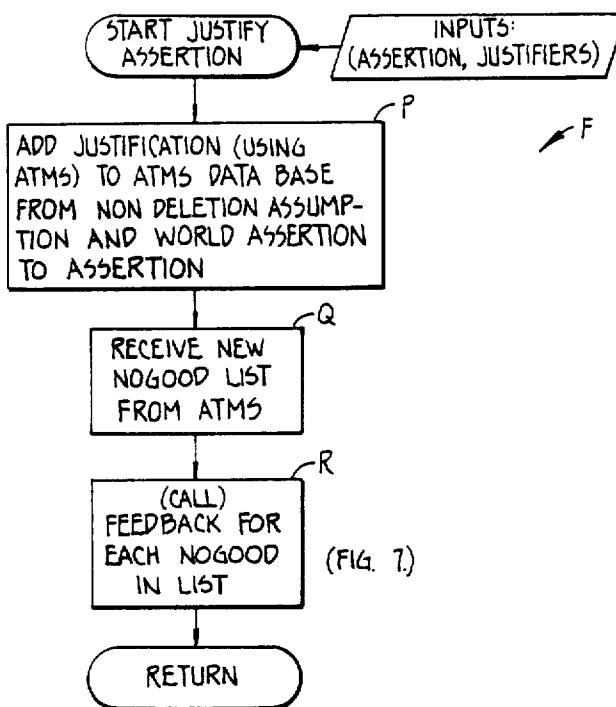 START JUSTIFY
ASSERTION
INPUTS:
(ASSERTION, JUSTIFIERS)
P
F
ADD JUSTIFICATION (USING
ATMS) TO ATMS DATA BASE
FROM NON DELETION ASSUMP-
TION AND WORLD ASSERTION
TO ASSERTION
Q
RECEIVE NEW
NOGOOD LIST
FROM ATMS
R
(CALL)
FEEDBACK FOR
EACH NOGOOD
IN LIST
(FIG. 7.)
RETURN